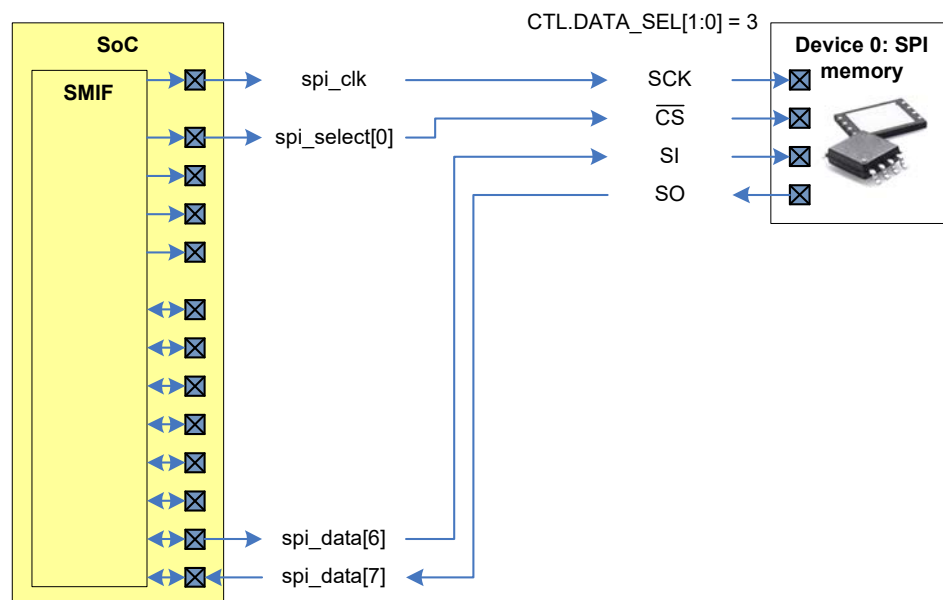 CTL.DATA_SEL[1:0] = 3
SoC
SMIF
spi_clk
spi_select[0]
spi_data[6]
spi_data[7]
SCK
CS
SI
SO
Device 0: SPI
memory